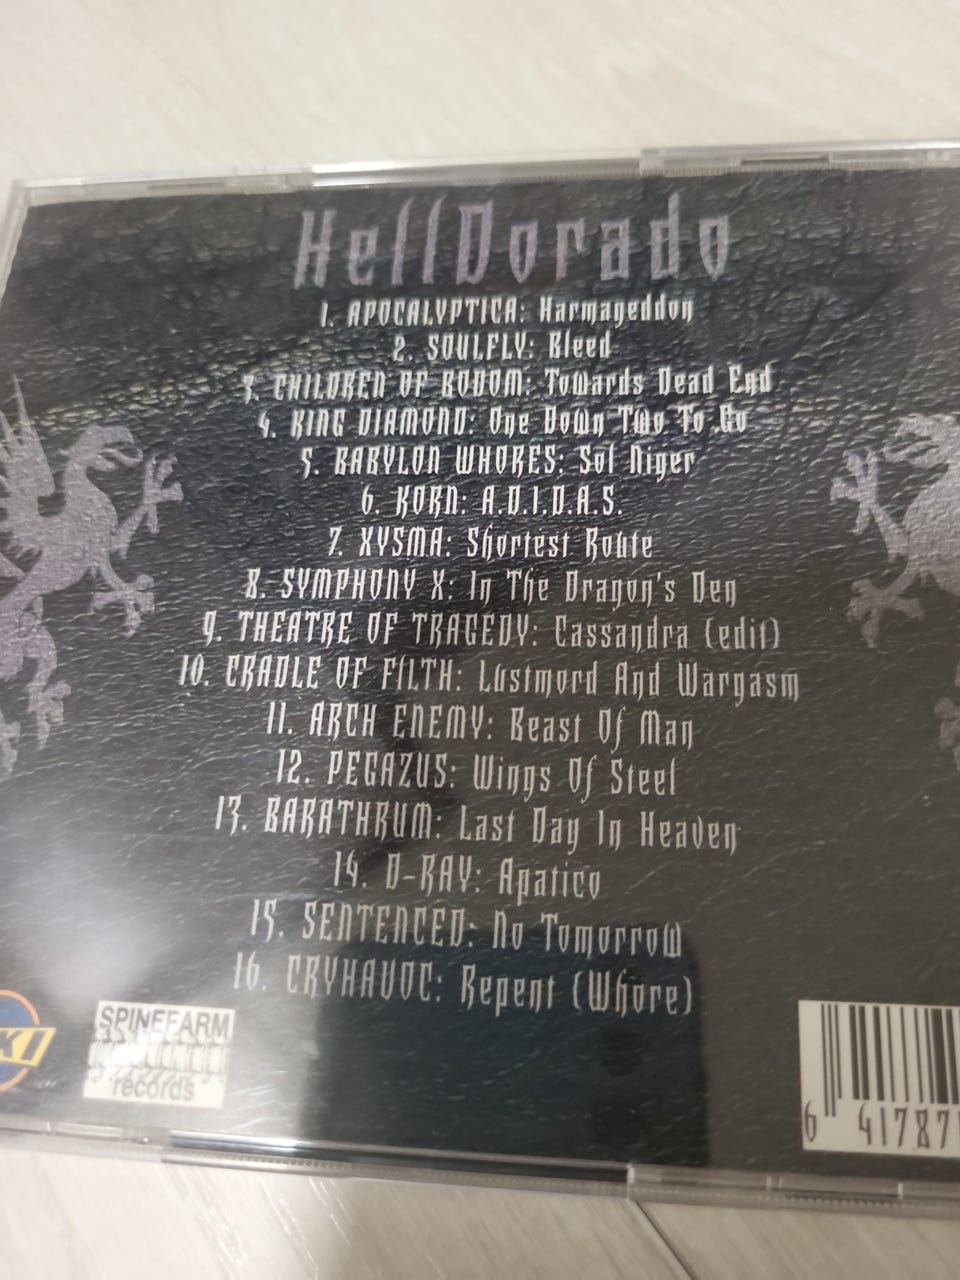 HellDorado
1. APOCALYPTICA: Harmageddon
2. SOULFLY: Bleed
3. CHILDREN OF BODOM: Towards Dead End
4. KING DIAMOND: One Down Two To Go
5. BABYLON WHORES: Sol Niger
6. KORN: A.D.I.D.A.S.
7. XYSMA: Shortest Route
8. SYMPHONY X: In The Dragon's Den
9. THEATRE OF TRAGEDY: Cassandra (edit)
10. CRADLE OF FILTH: Lustmord And Wargasm
11. ARCH ENEMY: Beast Of Man
12. PEGAZUS: Wings Of Steel
13. BARATHRUM: Last Day In Heaven
14. D-RAY: Apatico
15. SENTENCED: No Tomorrow
16. CRYHAVOC: Repent (Whore)
KI
SPINEFARM
records
6 41787